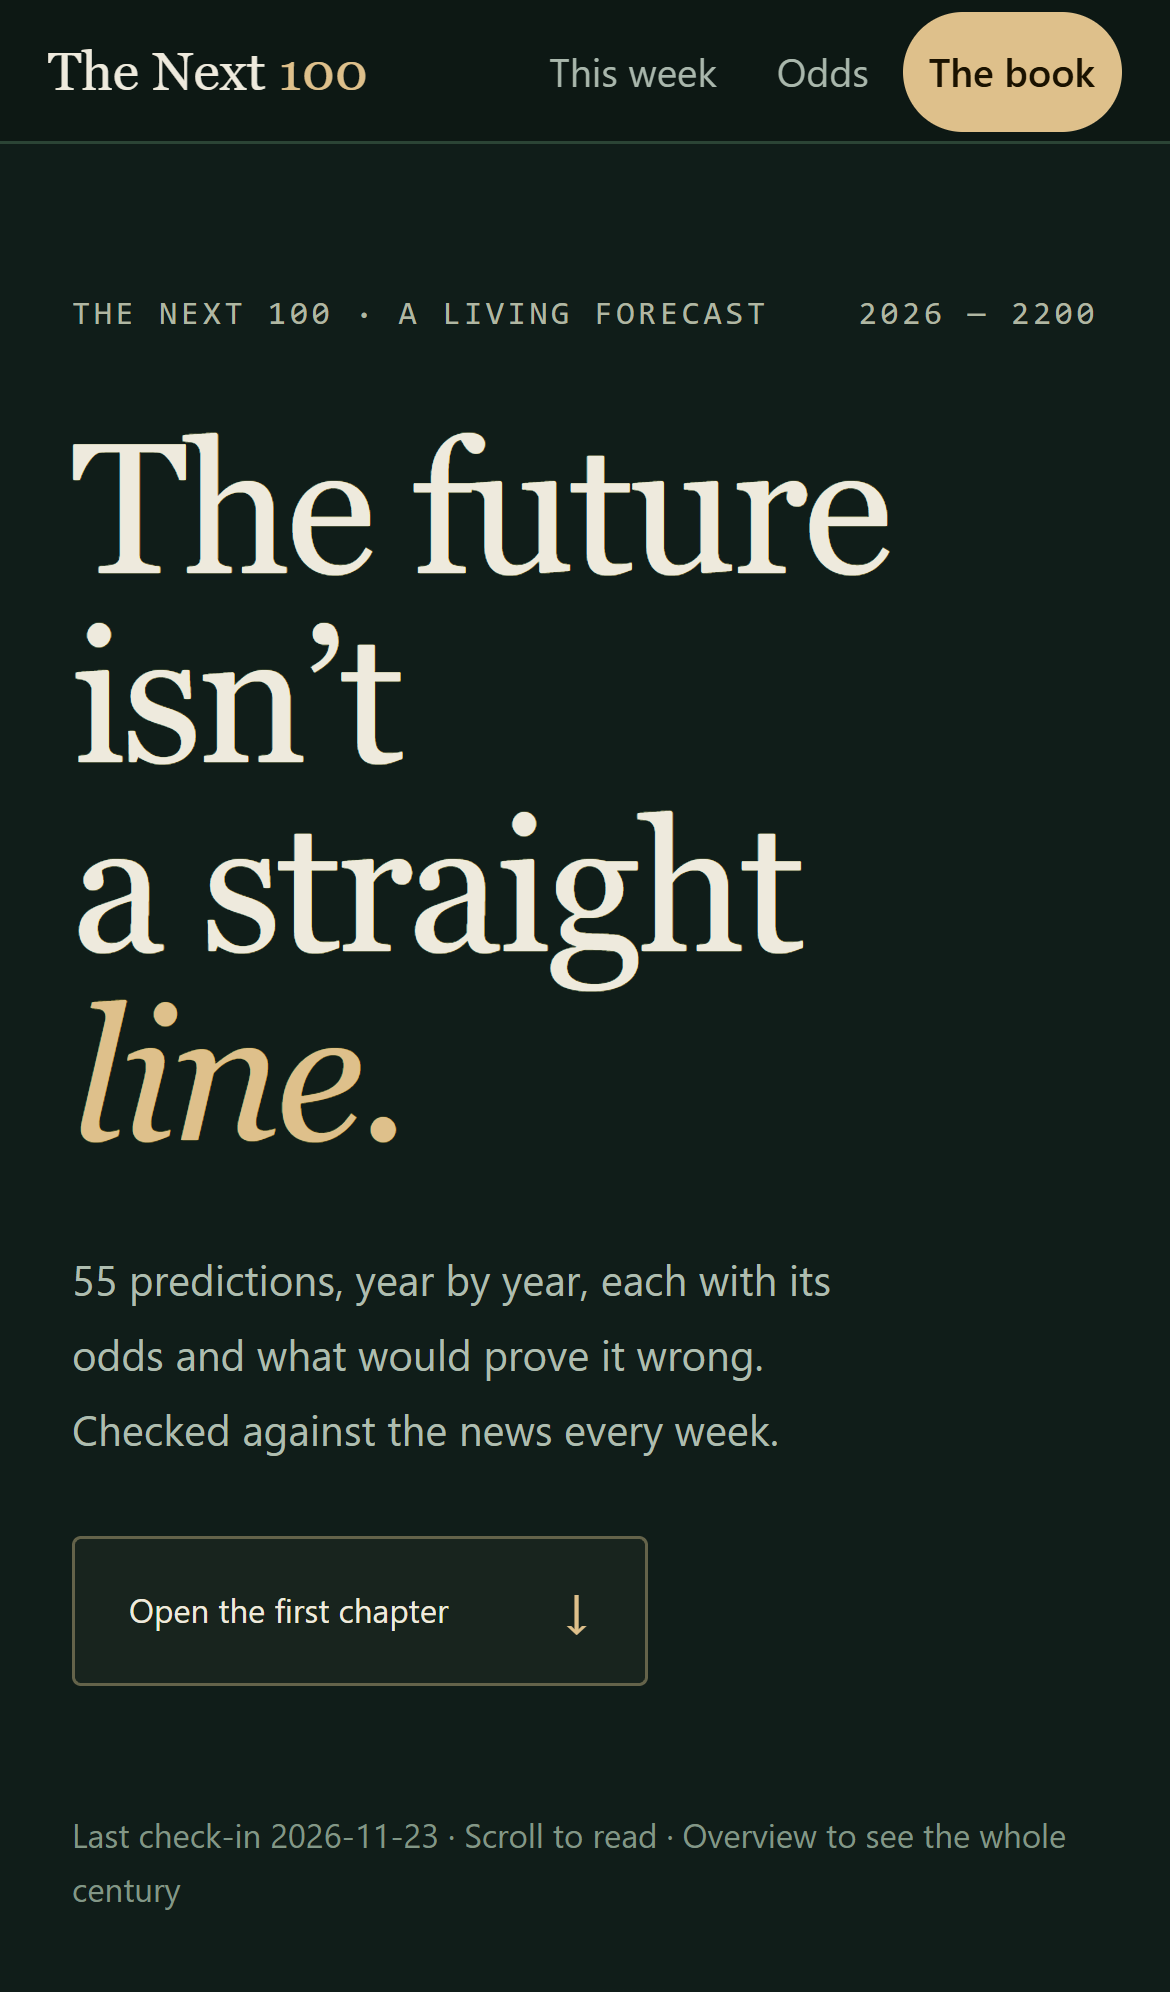 The Next 100
This week
Odds
The book
THE NEXT 100 · A LIVING FORECAST
2026 — 2200
The future
isn’t
a straight
line.
55 predictions, year by year, each with its
odds and what would prove it wrong.
Checked against the news every week.
Open the first chapter ↓
Last check-in 2026-11-23 · Scroll to read · Overview to see the whole
century